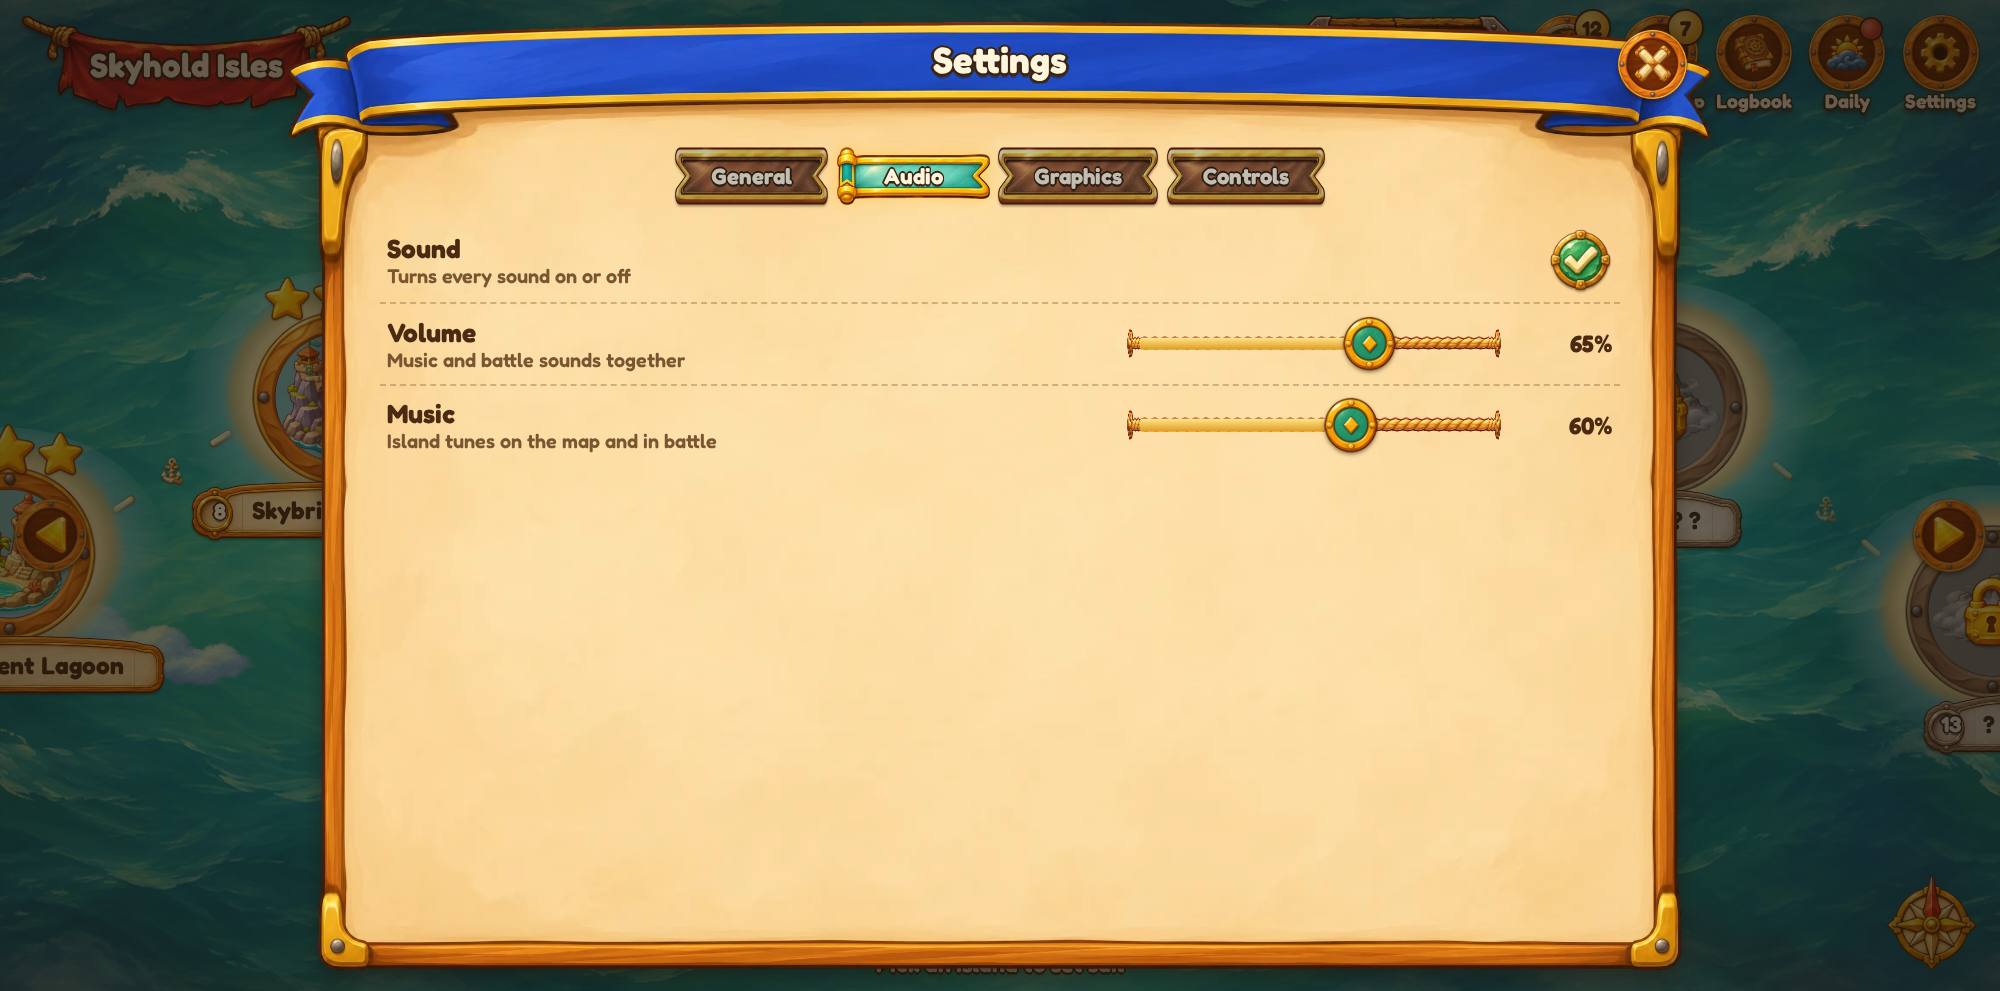 Skyhold Isles
12
7
Settings
Logbook
Daily
Settings
General
Audio
Graphics
Controls
Sound
Turns every sound on or off
Volume
Music and battle sounds together
65%
Music
Island tunes on the map and in battle
60%
8
Skybri
? ?
ent Lagoon
13
?